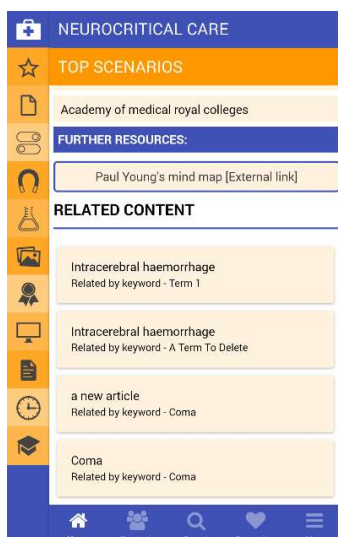 NEUROCRITICAL CARE
TOP SCENARIOS
Academy of medical royal colleges
FURTHER RESOURCES:
Paul Young's mind map [External link]
RELATED CONTENT
Intracerebral haemorrhage
Related by keyword - Term 1
Intracerebral haemorrhage
Related by keyword - A Term To Delete
a new article
Related by keyword - Coma
Coma
Related by keyword - Coma